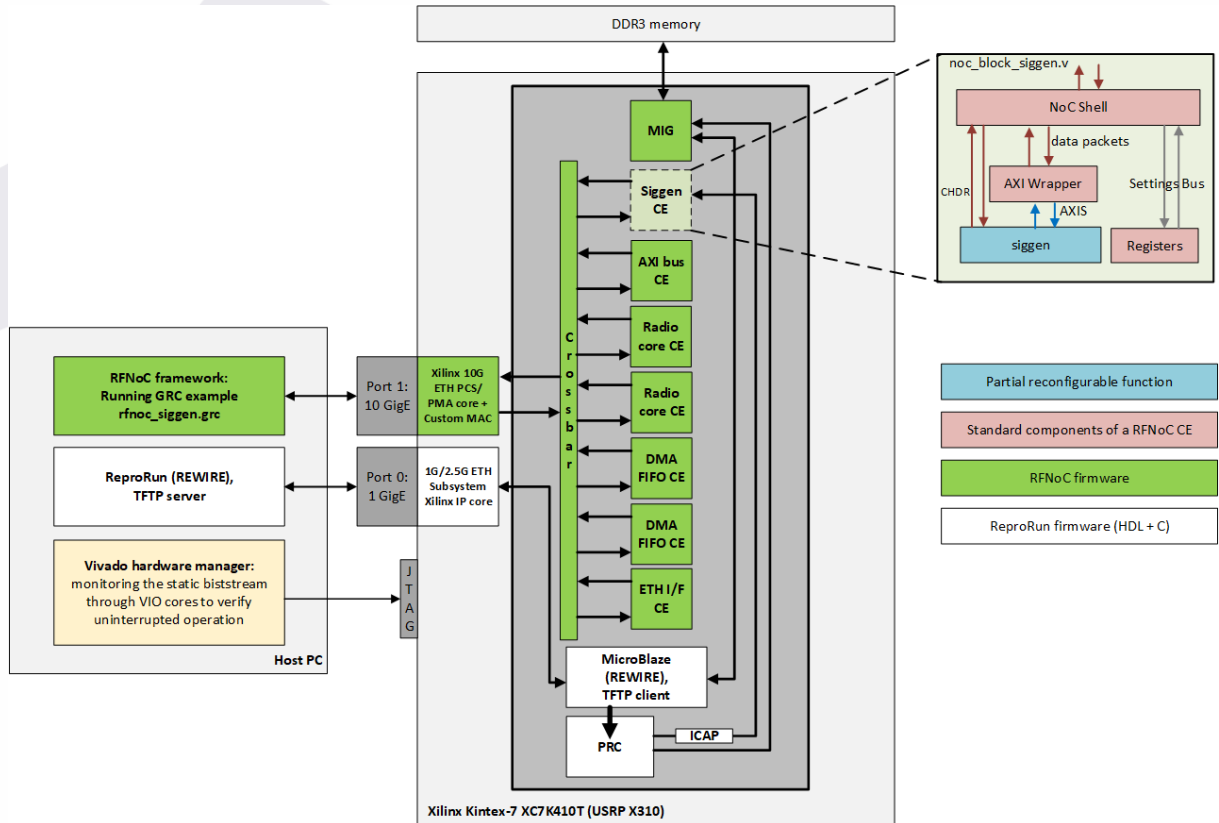 DDR3 memory
MIG
Siggen
CE
AXI bus
CE
Radio
core CE
Radio
core CE
DMA
FIFO CE
DMA
FIFO CE
ETH I/F
CE
Crossbar
noc_block_siggen.v
NoC Shell
data packets
AXI Wrapper
CHDR
Settings Bus
AXIS
siggen
Registers
Partial reconfigurable function
Standard components of a RFNoC CE
RFNoC firmware
ReproRun firmware (HDL + C)
RFNoC framework:
Running GRC example
rfnoc_siggen.grc
Port 1:
10 GigE
Xilinx 10G
ETH PCS/
PMA core +
Custom MAC
ReproRun (REWIRE),
TFTP server
Port 0:
1 GigE
1G/2.5G ETH
Subsystem
Xilinx IP core
Vivado hardware manager:
monitoring the static biststream
through VIO cores to verify
uninterrupted operation
JTAG
Host PC
MicroBlaze
(REWIRE),
TFTP client
PRC
ICAP
Xilinx Kintex-7 XC7K410T (USRP X310)